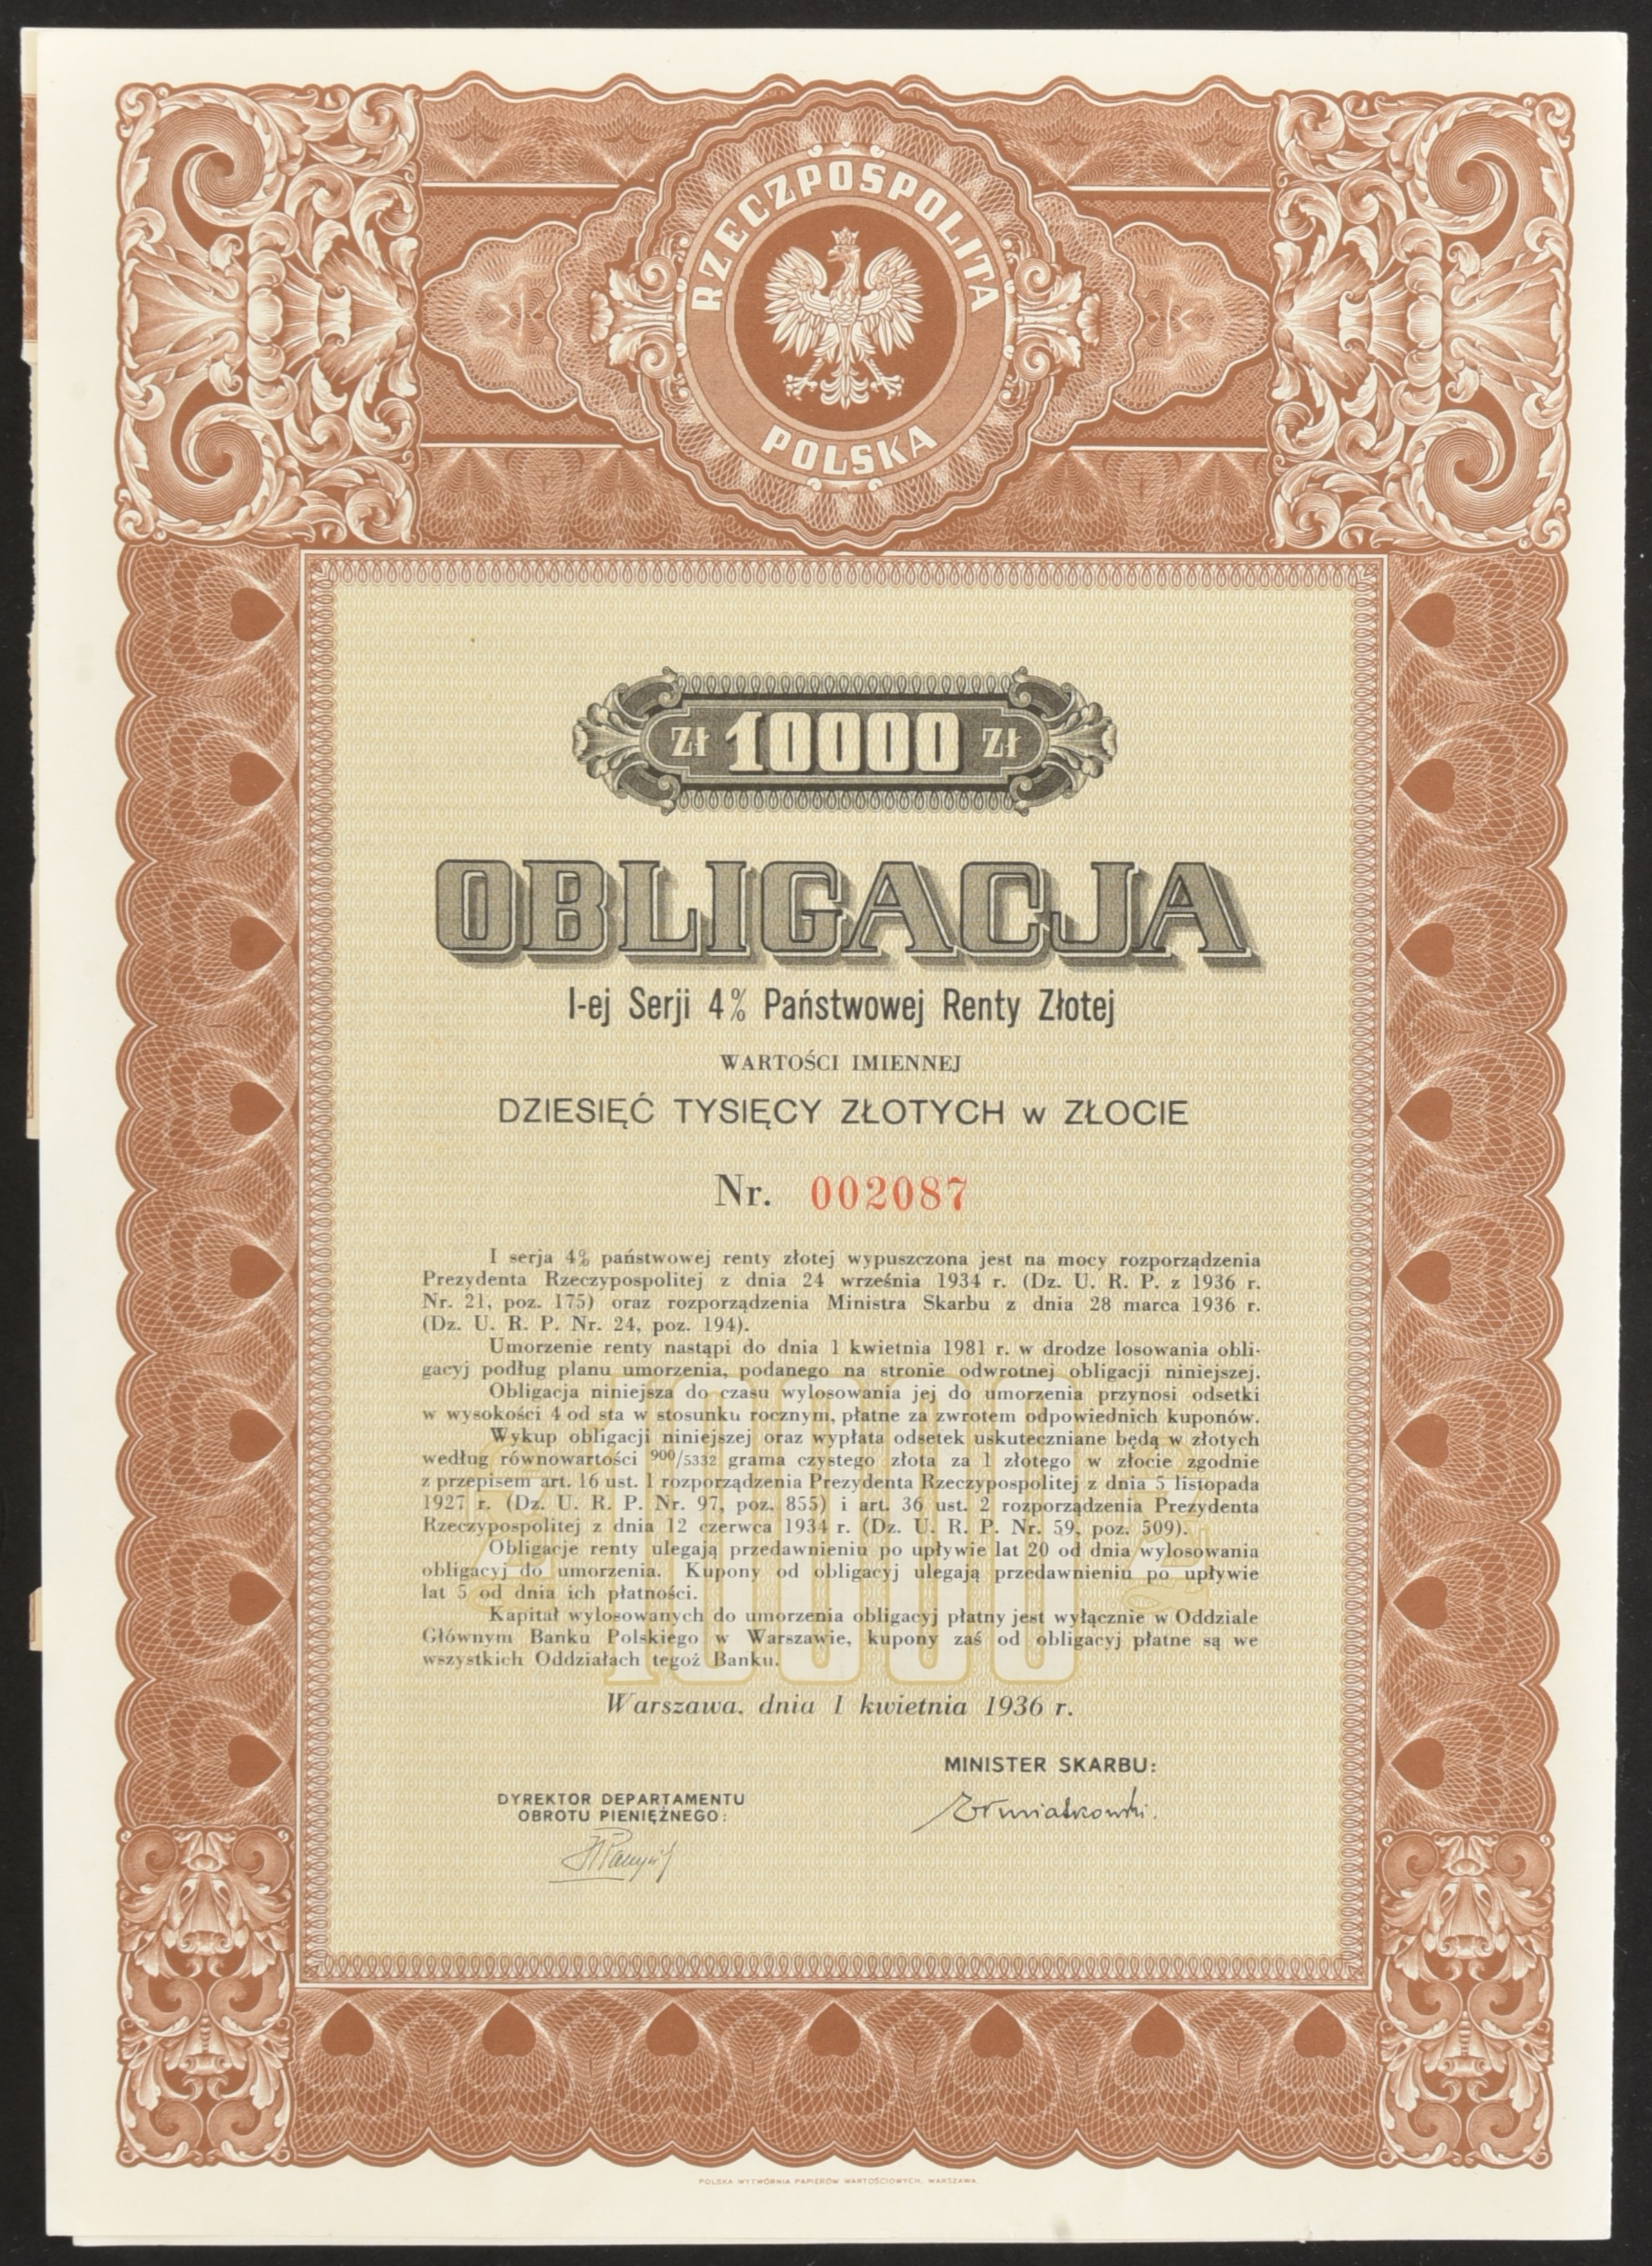 RZECZPOSPOLITA
POLSKA
Zł 10000 Zł
OBLIGACJA
I-ej Serji 4% Państwowej Renty Złotej
WARTOŚCI IMIENNEJ
DZIESIĘĆ TYSIĘCY ZŁOTYCH w ZŁOCIE
Nr. 002087
I serja 4% państwowej renty złotej wypuszczona jest na mocy rozporządzenia
Prezydenta Rzeczypospolitej z dnia 24 września 1934 r. (Dz. U. R. P. z 1936 r.
Nr. 21, poz. 175) oraz rozporządzenia Ministra Skarbu z dnia 28 marca 1936 r.
(Dz. U. R. P. Nr. 24, poz. 194).
Umorzenie renty nastąpi do dnia 1 kwietnia 1981 r. w drodze losowania obli-
gacyj podług planu umorzenia, podanego na stronie odwrotnej obligacji niniejszej.
Obligacja niniejsza do czasu wylosowania jej do umorzenia przynosi odsetki
w wysokości 4 od sta w stosunku rocznym, płatne za zwrotem odpowiednich kuponów.
Wykup obligacji niniejszej oraz wypłata odsetek uskuteczniane będą w złotych
według równowartości 900/5332 grama czystego złota za 1 złotego w złocie zgodnie
z przepisem art. 16 ust. 1 rozporządzenia Prezydenta Rzeczypospolitej z dnia 5 listopada
1927 r. (Dz. U. R. P. Nr. 97, poz. 855) i art. 36 ust. 2 rozporządzenia Prezydenta
Rzeczypospolitej z dnia 12 czerwca 1934 r. (Dz. U. R. P. Nr. 59, poz. 509).
Obligacje renty ulegają przedawnieniu po upływie lat 20 od dnia wylosowania
obligacyj do umorzenia. Kupony od obligacyj ulegają przedawnieniu po upływie
lat 5 od dnia ich płatności.
Kapitał wylosowanych do umorzenia obligacyj płatny jest wyłącznie w Oddziale
Głównym Banku Polskiego w Warszawie, kupony zaś od obligacyj płatne są we
wszystkich Oddziałach tegoż Banku.
10000
Warszawa, dnia 1 kwietnia 1936 r.
MINISTER SKARBU:
DYREKTOR DEPARTAMENTU
OBROTU PIENIĘŻNEGO:
POLSKA WYTWÓRNIA PAPIERÓW WARTOŚCIOWYCH, WARSZAWA.